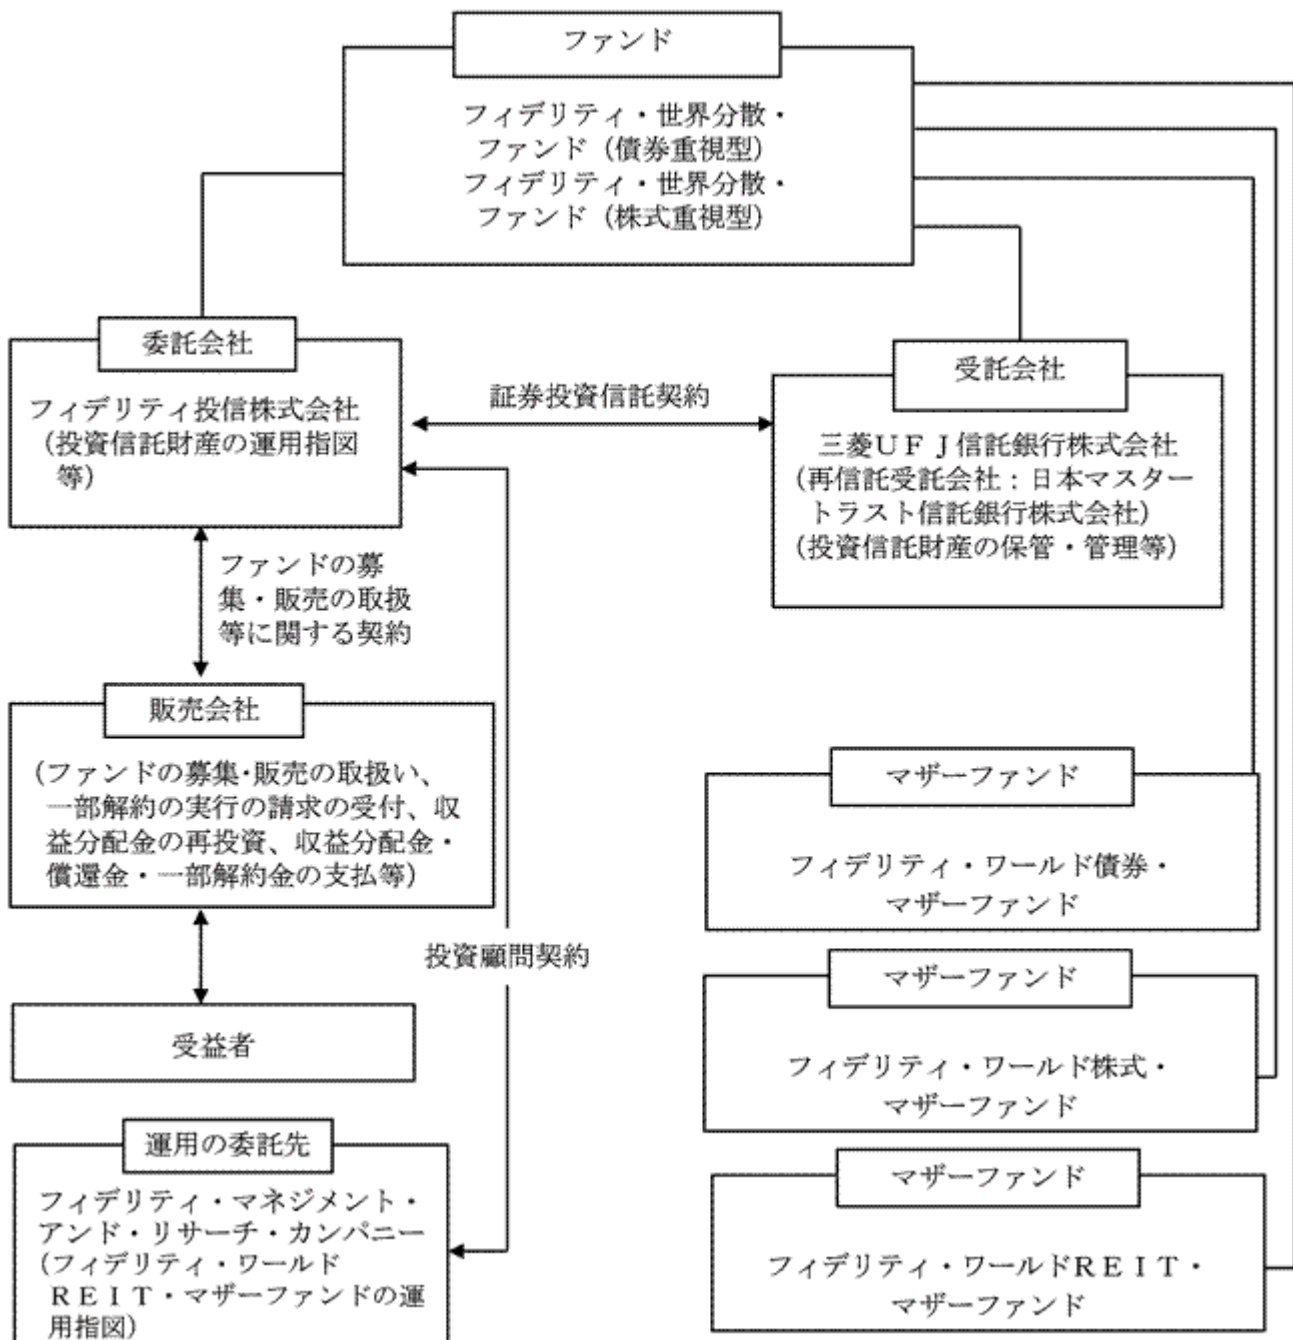 ファンド
フィデリティ・世界分散・
ファンド（債券重視型）
フィデリティ・世界分散・
ファンド（株式重視型）
委託会社
フィデリティ投信株式会社
（投資信託財産の運用指図
等）
証券投資信託契約
受託会社
三菱ＵＦＪ信託銀行株式会社
（再信託受託会社：日本マスター
トラスト信託銀行株式会社）
（投資信託財産の保管・管理等）
ファンドの募
集・販売の取扱
等に関する契約
販売会社
（ファンドの募集・販売の取扱い、
一部解約の実行の請求の受付、収
益分配金の再投資、収益分配金・
償還金・一部解約金の支払等）
投資顧問契約
受益者
運用の委託先
フィデリティ・マネジメント・
アンド・リサーチ・カンパニー
（フィデリティ・ワールド
ＲＥＩＴ・マザーファンドの運
用指図）
マザーファンド
フィデリティ・ワールド債券・
マザーファンド
マザーファンド
フィデリティ・ワールド株式・
マザーファンド
マザーファンド
フィデリティ・ワールドＲＥＩＴ・
マザーファンド